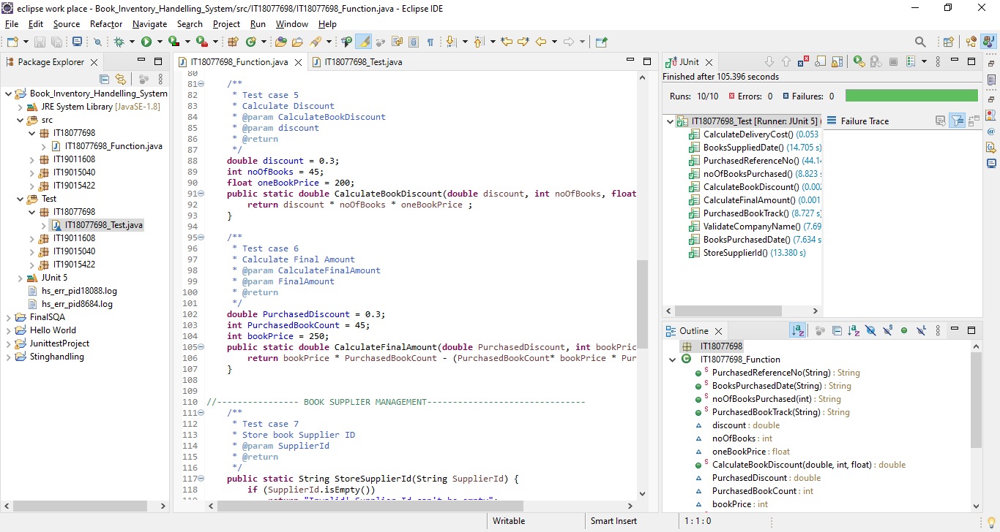 eclipse work place - Book_Inventory_Handelling_System/src/IT18077698/IT18077698_Function.java - Eclipse IDE
File Edit Source Refactor Navigate Search Project Run Window Help
Package Explorer
Book_Inventory_Handelling_System
JRE System Library [JavaSE-1.8]
src
IT18077698
IT18077698_Function.java
IT19011608
IT19015040
IT19015422
Test
IT18077698
IT18077698_Test.java
IT19011608
IT19015040
IT19015422
JUnit 5
hs_err_pid18088.log
hs_err_pid8684.log
FinalSQA
Hello World
JunittestProject
Stinghandling
IT18077698_Function.java
IT18077698_Test.java
80
81 /**
82 * Test case 5
83 * Calculate Discount
84 * @param CalculateBookDiscount
85 * @param discount
86 * @return
87 */
88 double discount = 0.3;
89 int noOfBooks = 45;
90 float oneBookPrice = 200;
91 public static double CalculateBookDiscount(double discount, int noOfBooks, float
92 return discount * noOfBooks * oneBookPrice ;
93 }
94
95 /**
96 * Test case 6
97 * Calculate Final Amount
98 * @param CalculateFinalAmount
99 * @param FinalAmount
100 * @return
101 */
102 double PurchasedDiscount = 0.3;
103 int PurchasedBookCount = 45;
104 int bookPrice = 250;
105 public static double CalculateFinalAmount(double PurchasedDiscount, int bookPric
106 return bookPrice * PurchasedBookCount - (PurchasedBookCount* bookPrice * Pur
107 }
108
109
110 //---------------- BOOK SUPPLIER MANAGEMENT-------------------------------
111 /**
112 * Test case 7
113 * Store book Supplier ID
114 * @param SupplierId
115 * @return
116 */
117 public static String StoreSupplierId(String SupplierId) {
118 if (SupplierId.isEmpty())
119 return "Invalid! Supplier Id can't be empty";
JUnit
Finished after 105.396 seconds
Runs: 10/10 Errors: 0 Failures: 0
IT18077698_Test [Runner: JUnit 5] (
CalculateDeliveryCost() (0.053 s
BooksSuppliedDate() (14.705 s)
PurchasedReferenceNo() (44.14
noOfBooksPurchased() (8.823 s
CalculateBookDiscount() (0.002
CalculateFinalAmount() (0.001
PurchasedBookTrack() (8.727 s)
ValidateCompanyName() (7.69
BooksPurchasedDate() (7.634 s)
StoreSupplierId() (13.380 s)
Failure Trace
Outline
IT18077698
IT18077698_Function
PurchasedReferenceNo(String) : String
BooksPurchasedDate(String) : String
noOfBooksPurchased(int) : String
PurchasedBookTrack(String) : String
discount : double
noOfBooks : int
oneBookPrice : float
CalculateBookDiscount(double, int, float) : double
PurchasedDiscount : double
PurchasedBookCount : int
bookPrice : int
Writable Smart Insert 1 : 1 : 0